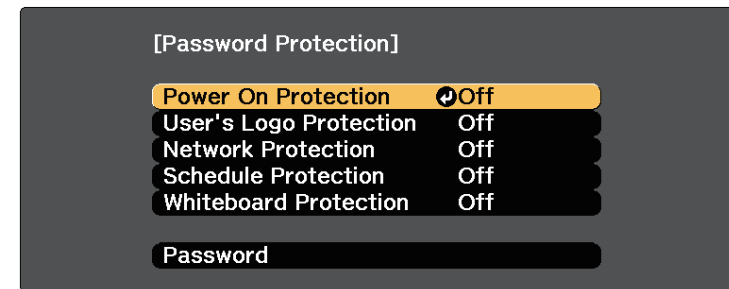 [Password Protection]
Power On Protection Off
User's Logo Protection Off
Network Protection Off
Schedule Protection Off
Whiteboard Protection Off
Password